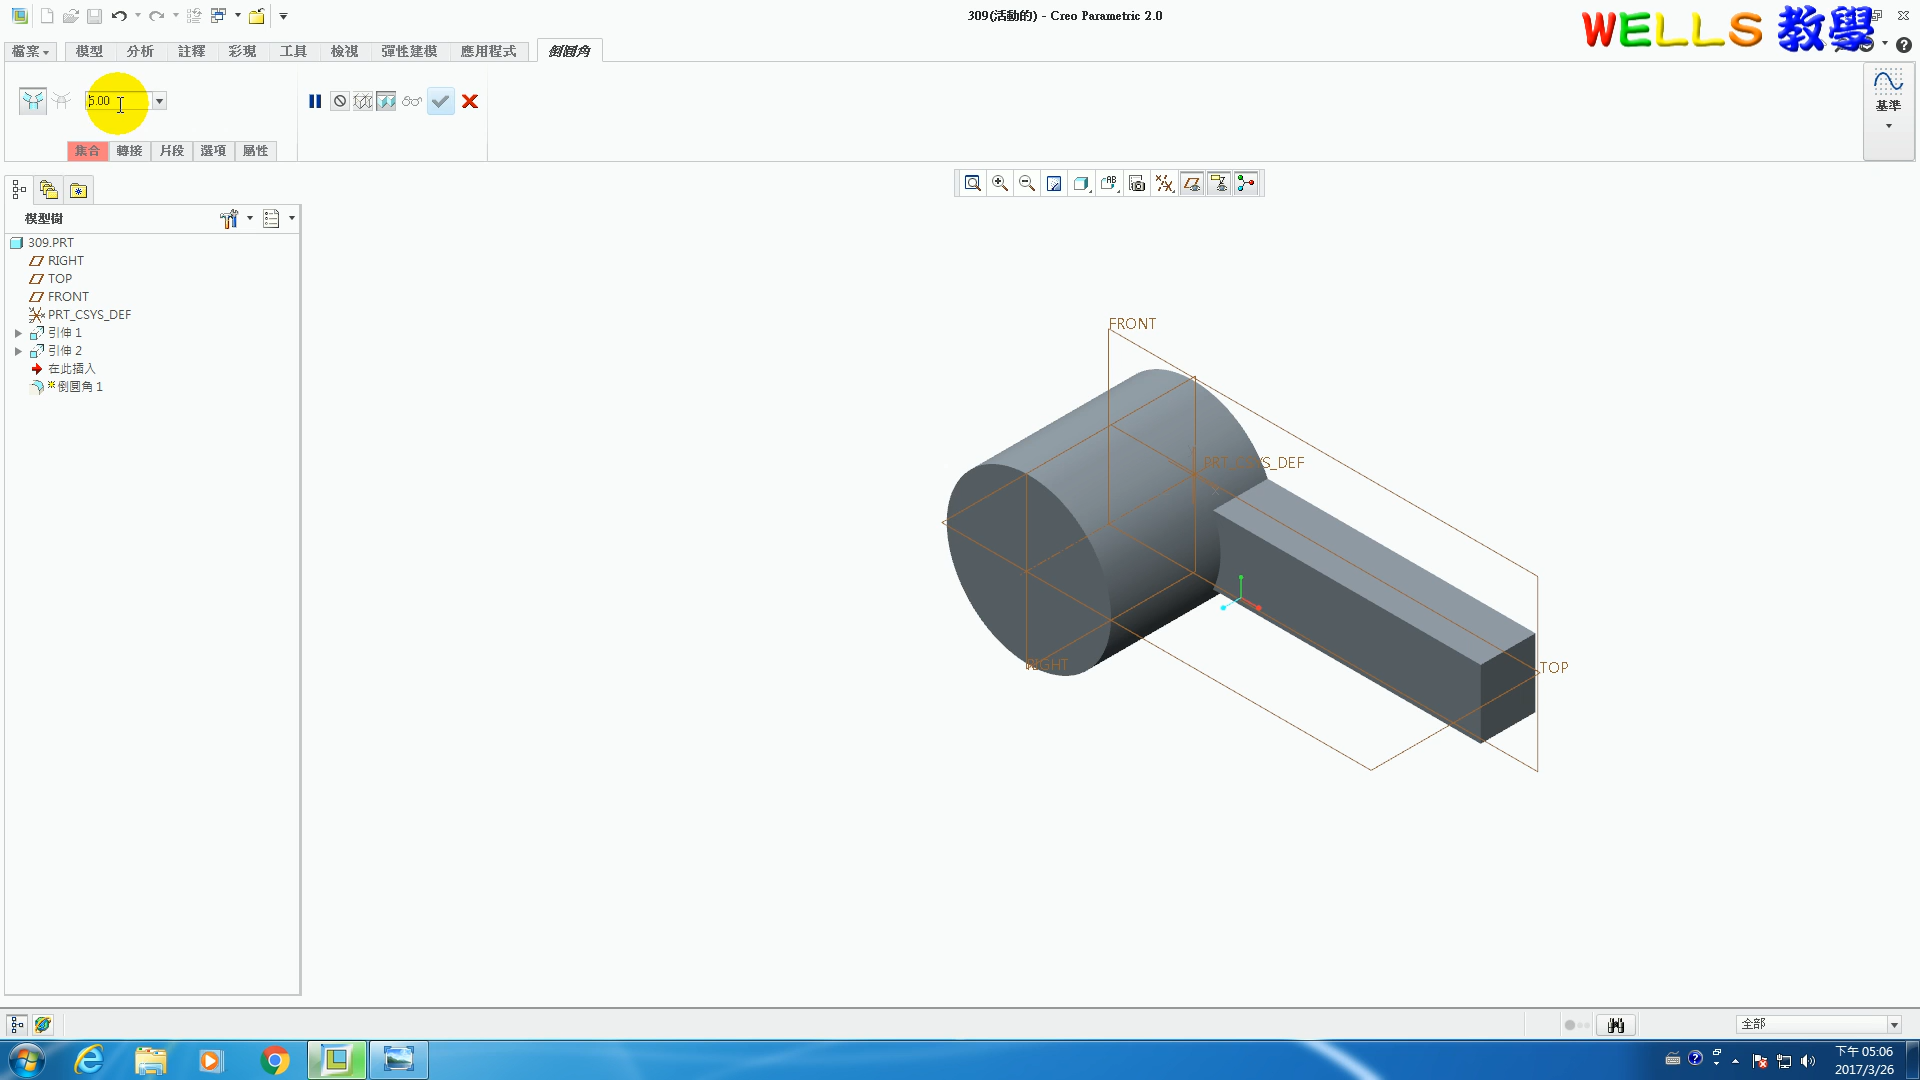 309(活動的) - Creo Parametric 2.0
WELLS 教學
檔案 模型 分析 註釋 彩現 工具 檢視 彈性建模 應用程式 倒圓角
5.00
基準
集合 轉接 片段 選項 屬性
模型樹
309.PRT
RIGHT
TOP
FRONT
PRT_CSYS_DEF
引伸 1
引伸 2
在此插入
倒圓角 1
FRONT
RIGHT
TOP
全部
下午 05:06
2017/3/26